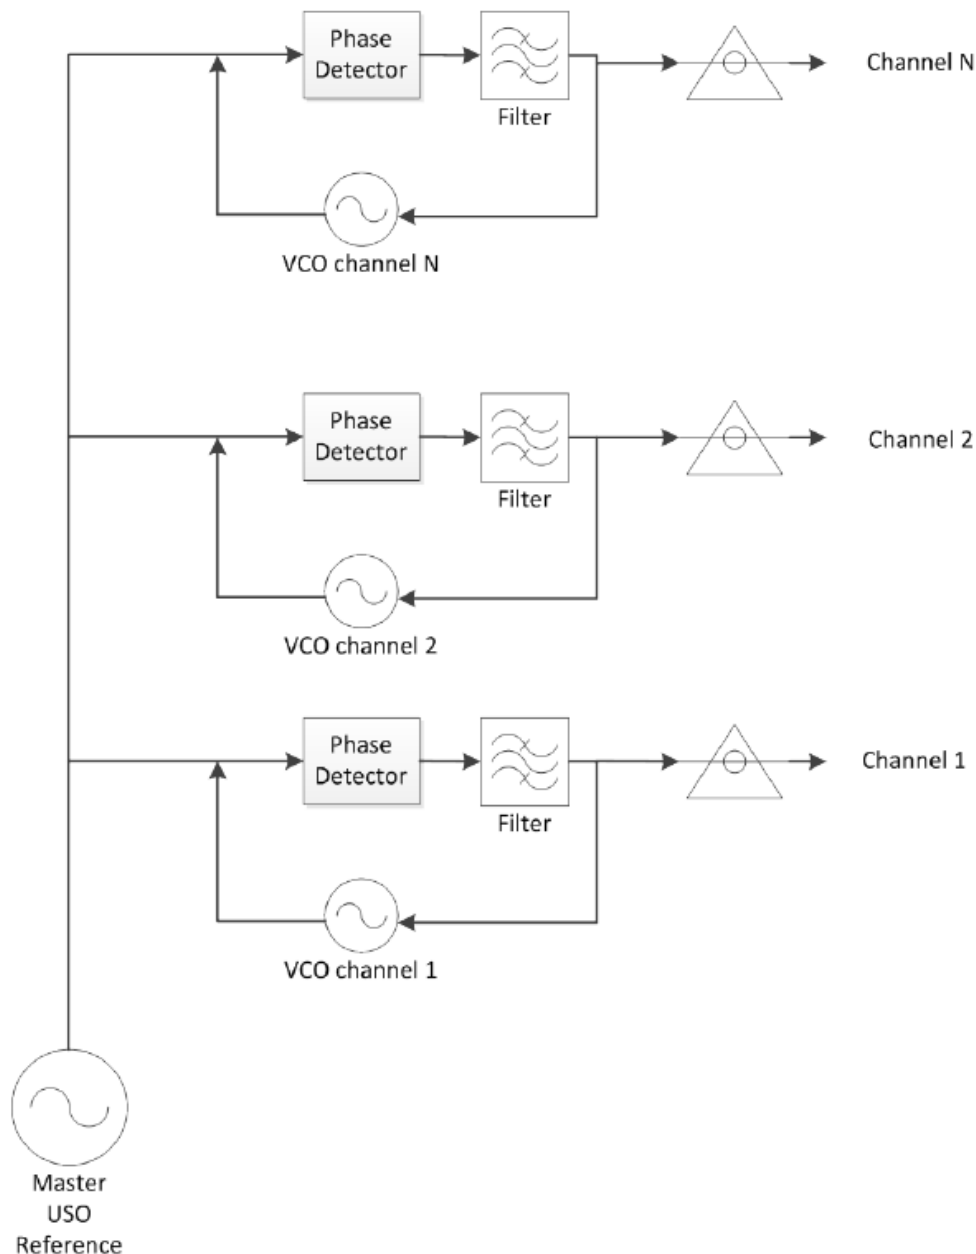 Phase
Detector
Filter
Channel N
VCO channel N
Phase
Detector
Filter
Channel 2
VCO channel 2
Phase
Detector
Filter
Channel 1
VCO channel 1
Master
USO
Reference